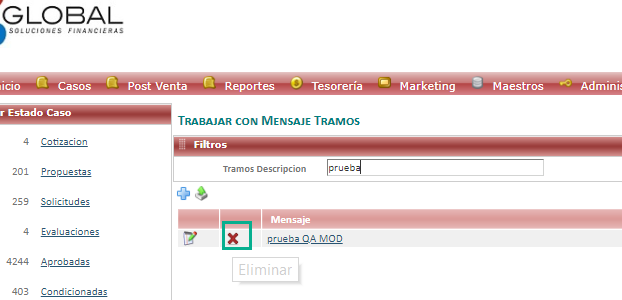 GLOBAL
SOLUCIONES FINANCIERAS
icio Casos Post Venta Reportes Tesorería Marketing Maestros Adminis
r Estado Caso
4 Cotizacion
201 Propuestas
259 Solicitudes
4 Evaluaciones
4244 Aprobadas
403 Condicionadas
TRABAJAR CON MENSAJE TRAMOS
Filtros
Tramos Descripcion prueba
Mensaje
prueba QA MOD
Eliminar